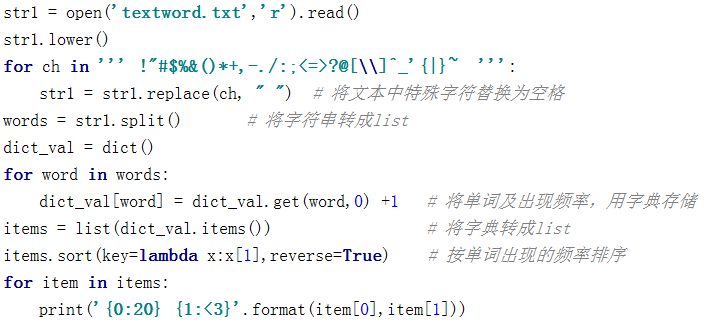 str1 = open('textword.txt','r').read()
str1.lower()
for ch in ''' !"#$%&()*+,-./:;<=>?@[\\]^_'{|}~  ''':
    str1 = str1.replace(ch, " ")  # 将文本中特殊字符替换为空格
words = str1.split()       # 将字符串转成list
dict_val = dict()
for word in words:
    dict_val[word] = dict_val.get(word,0) +1   # 将单词及出现频率，用字典存储
items = list(dict_val.items())                # 将字典转成list
items.sort(key=lambda x:x[1],reverse=True)    # 按单词出现的频率排序
for item in items:
    print('{0:20} {1:<3}'.format(item[0],item[1]))